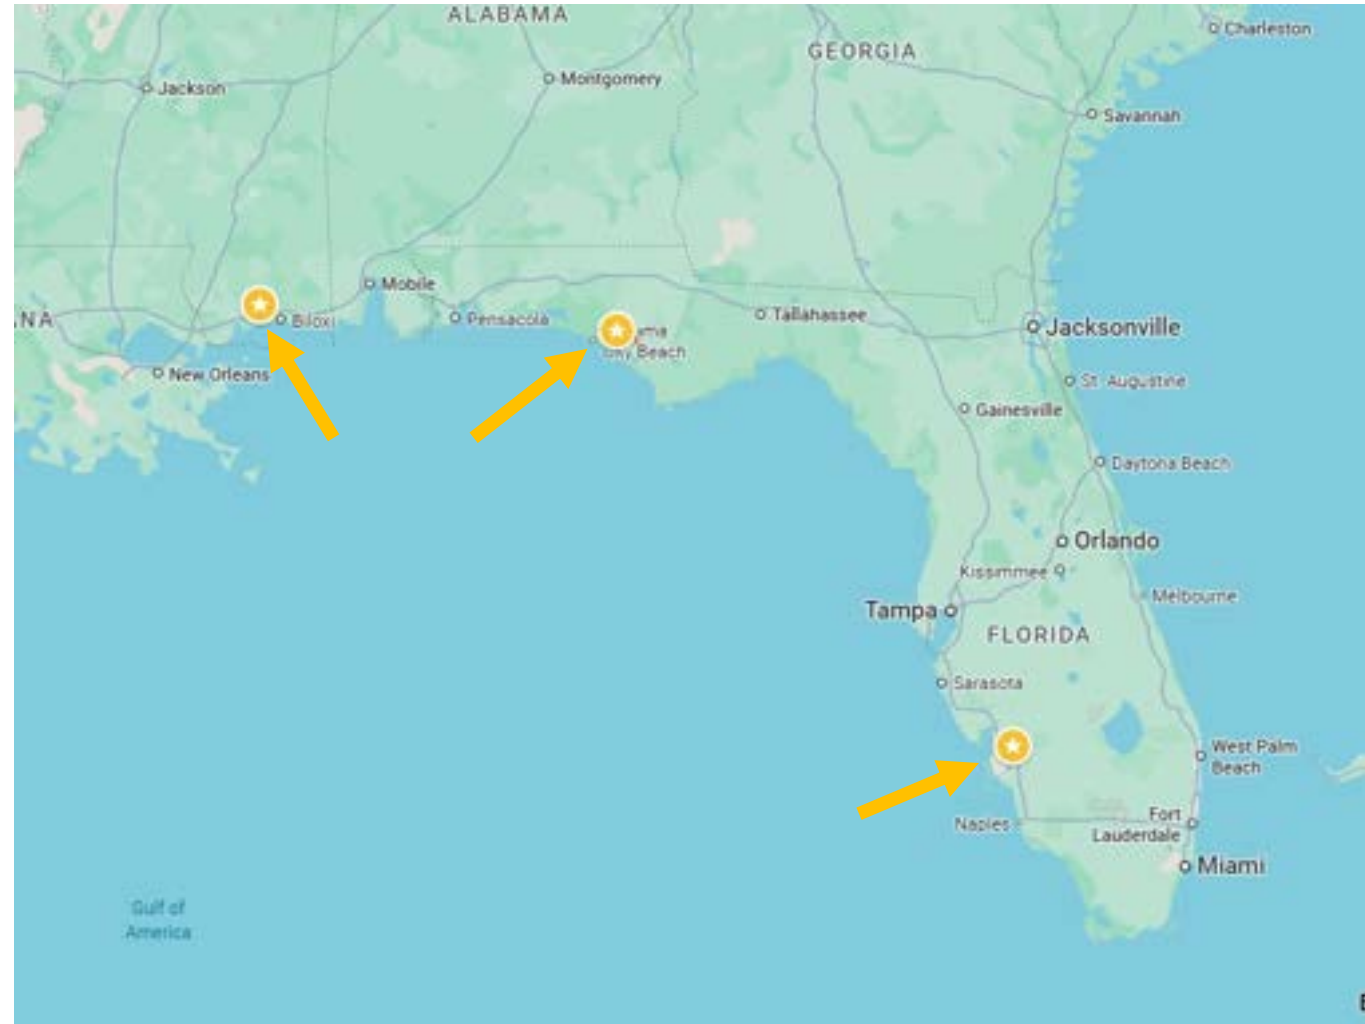 ALABAMA
Charleston
GEORGIA
Montgomery
Jackson
Savannah
Mobile
NA
Biloxi
Pensacola
Tallahassee
Jacksonville
ma
Beach
New Orleans
St. Augustine
Gainesville
Daytona Beach
Orlando
Kissimmee
Melbourne
Tampa
FLORIDA
Sarasota
West Palm
Beach
Naples
Fort
Lauderdale
Miami
Gulf of
America